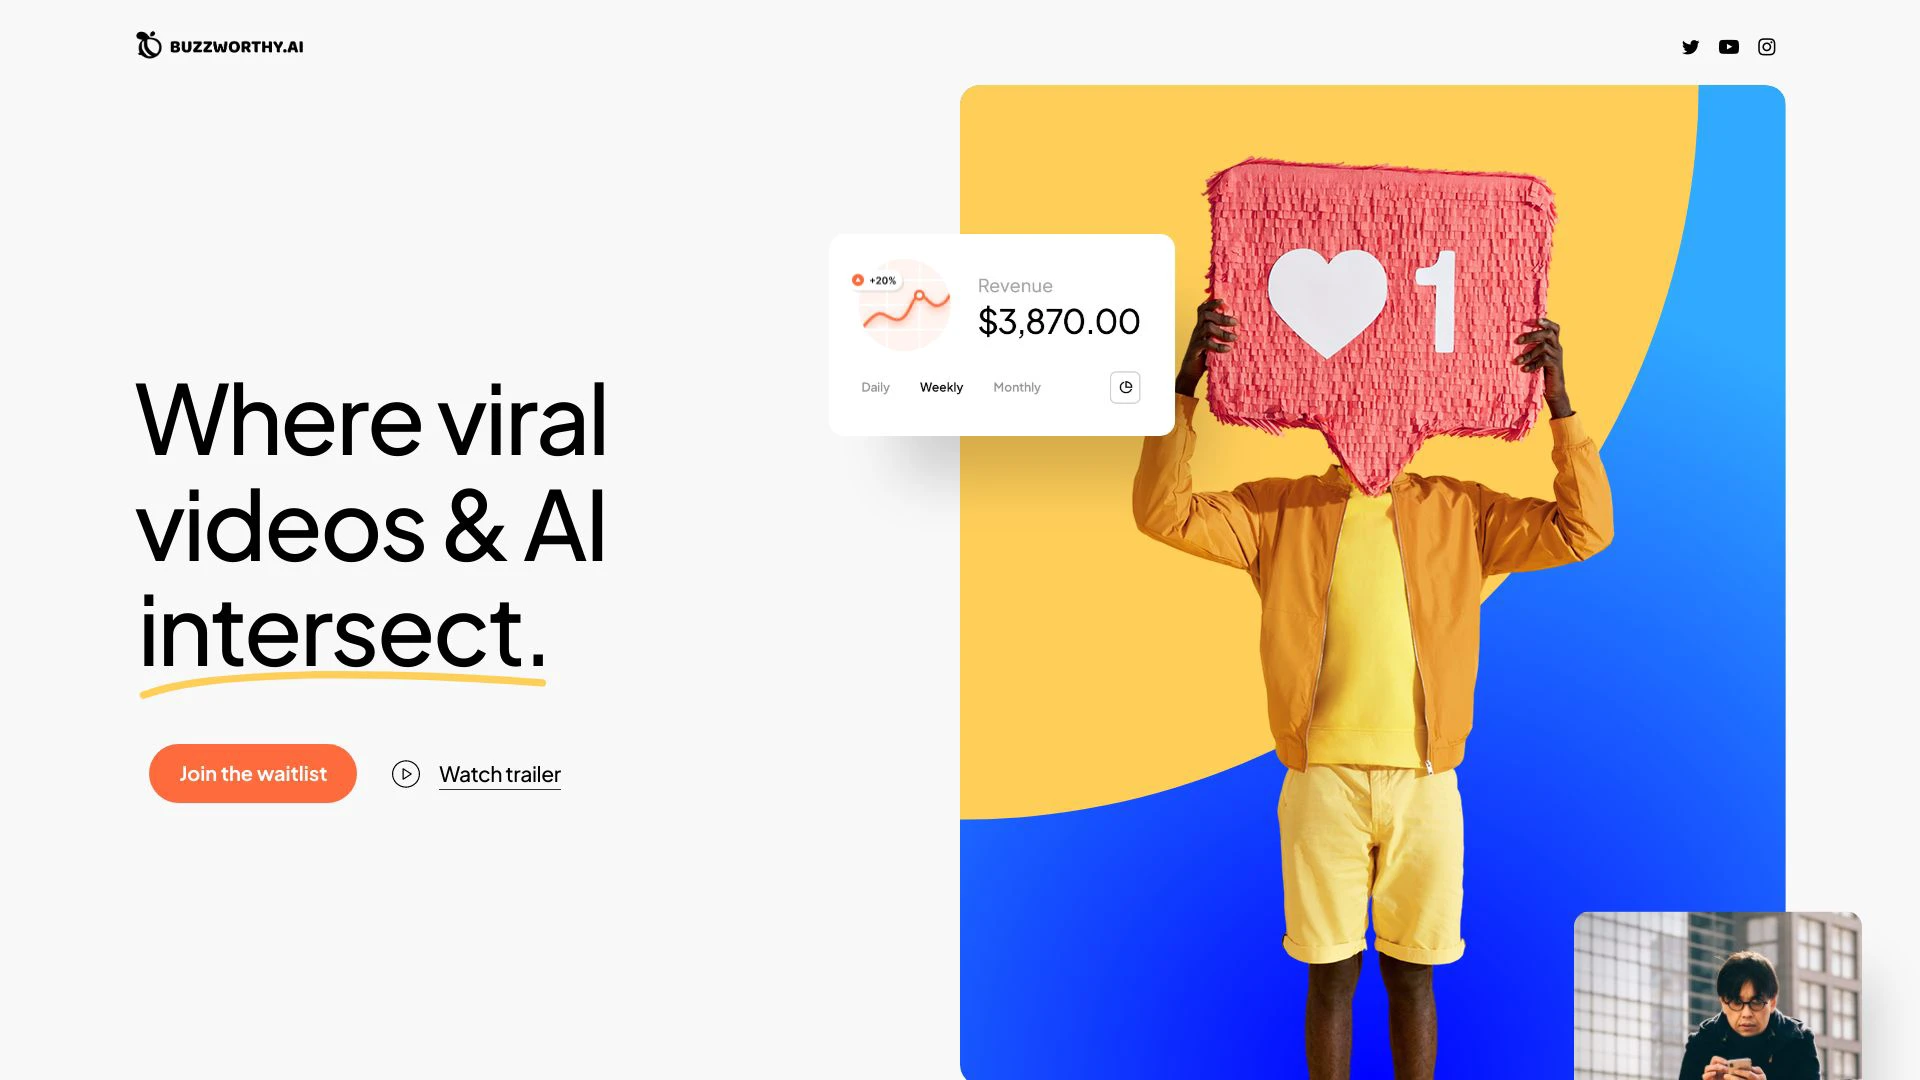 BUZZWORTHY.AI
Where viral
videos & AI
intersect.
Join the waitlist
Watch trailer
+20%
Revenue
$3,870.00
Daily
Weekly
Monthly
1